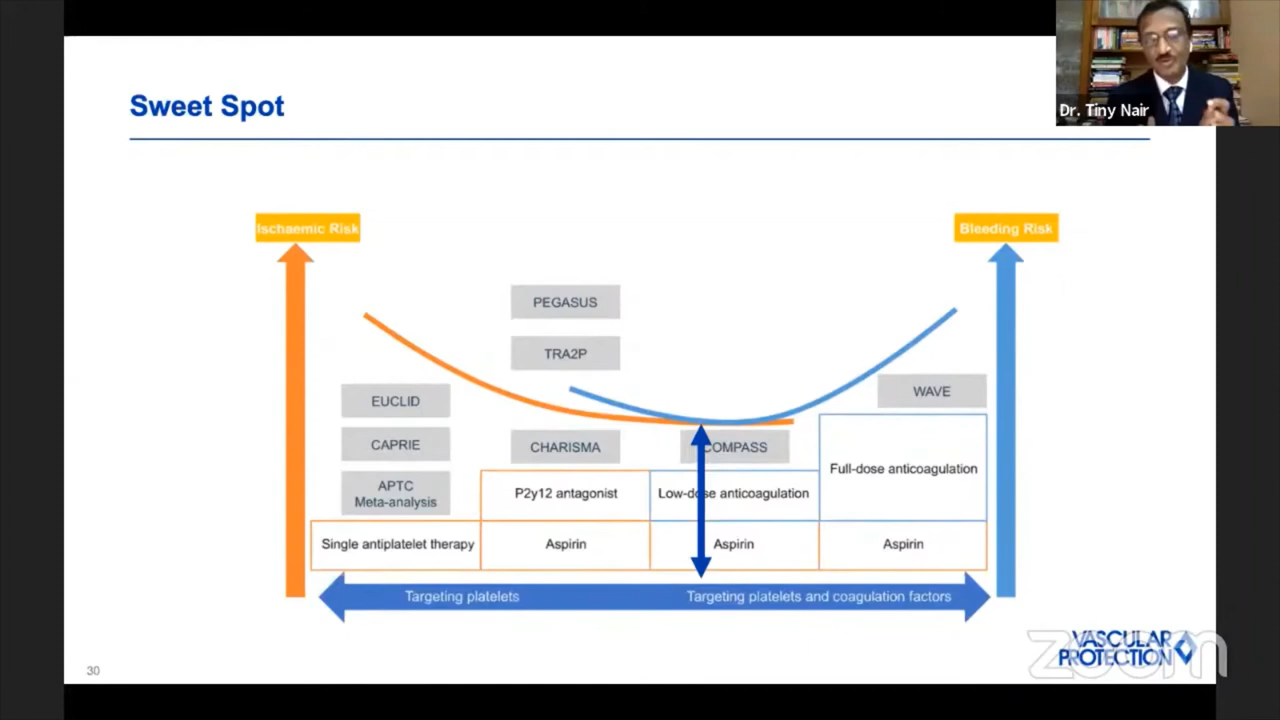 Sweet Spot
Dr. Tiny Nair
Ischaemic Risk
Bleeding Risk
PEGASUS
TRA2P
EUCLID
WAVE
CAPRIE
CHARISMA
COMPASS
APTC
Meta-analysis
P2y12 antagonist
Low-dose anticoagulation
Full-dose anticoagulation
Single antiplatelet therapy
Aspirin
Aspirin
Aspirin
Targeting platelets
Targeting platelets and coagulation factors
VASCULAR
PROTECTION
zoom
30